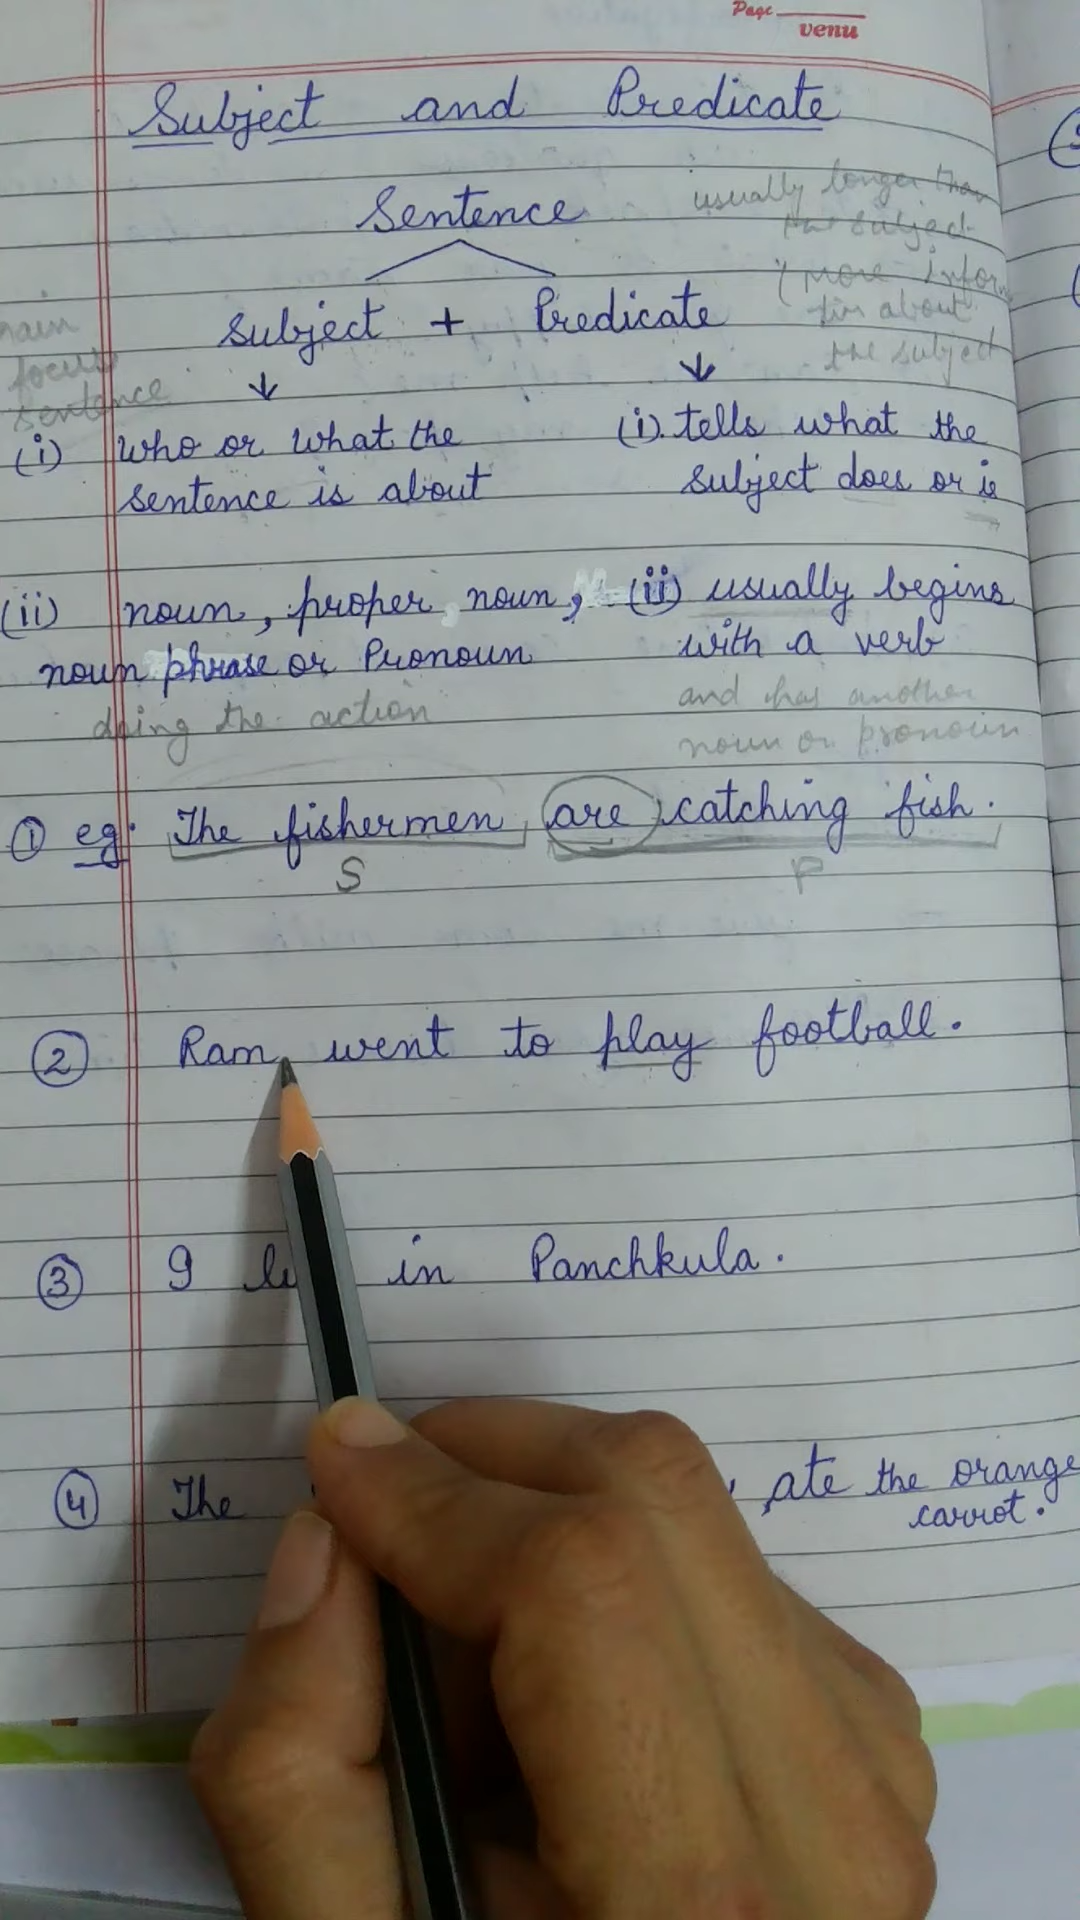 Page
venu
Subject and Predicate
Sentence
usually longer than
the subject
(more infor
about
the subject
Subject + Predicate
main
focus
sentence
(i) Who or what the
sentence is about
(i). tells what the
subject does or is
(ii) noun, proper noun,
noun phrase or Pronoun
doing the action
(ii) usually begins
with a verb
and has another
noun or pronoun
① eg: The fishermen are catching fish.
S P
② Ram went to play football.
③ I in Panchkula.
④ The ate the orange
carrot.